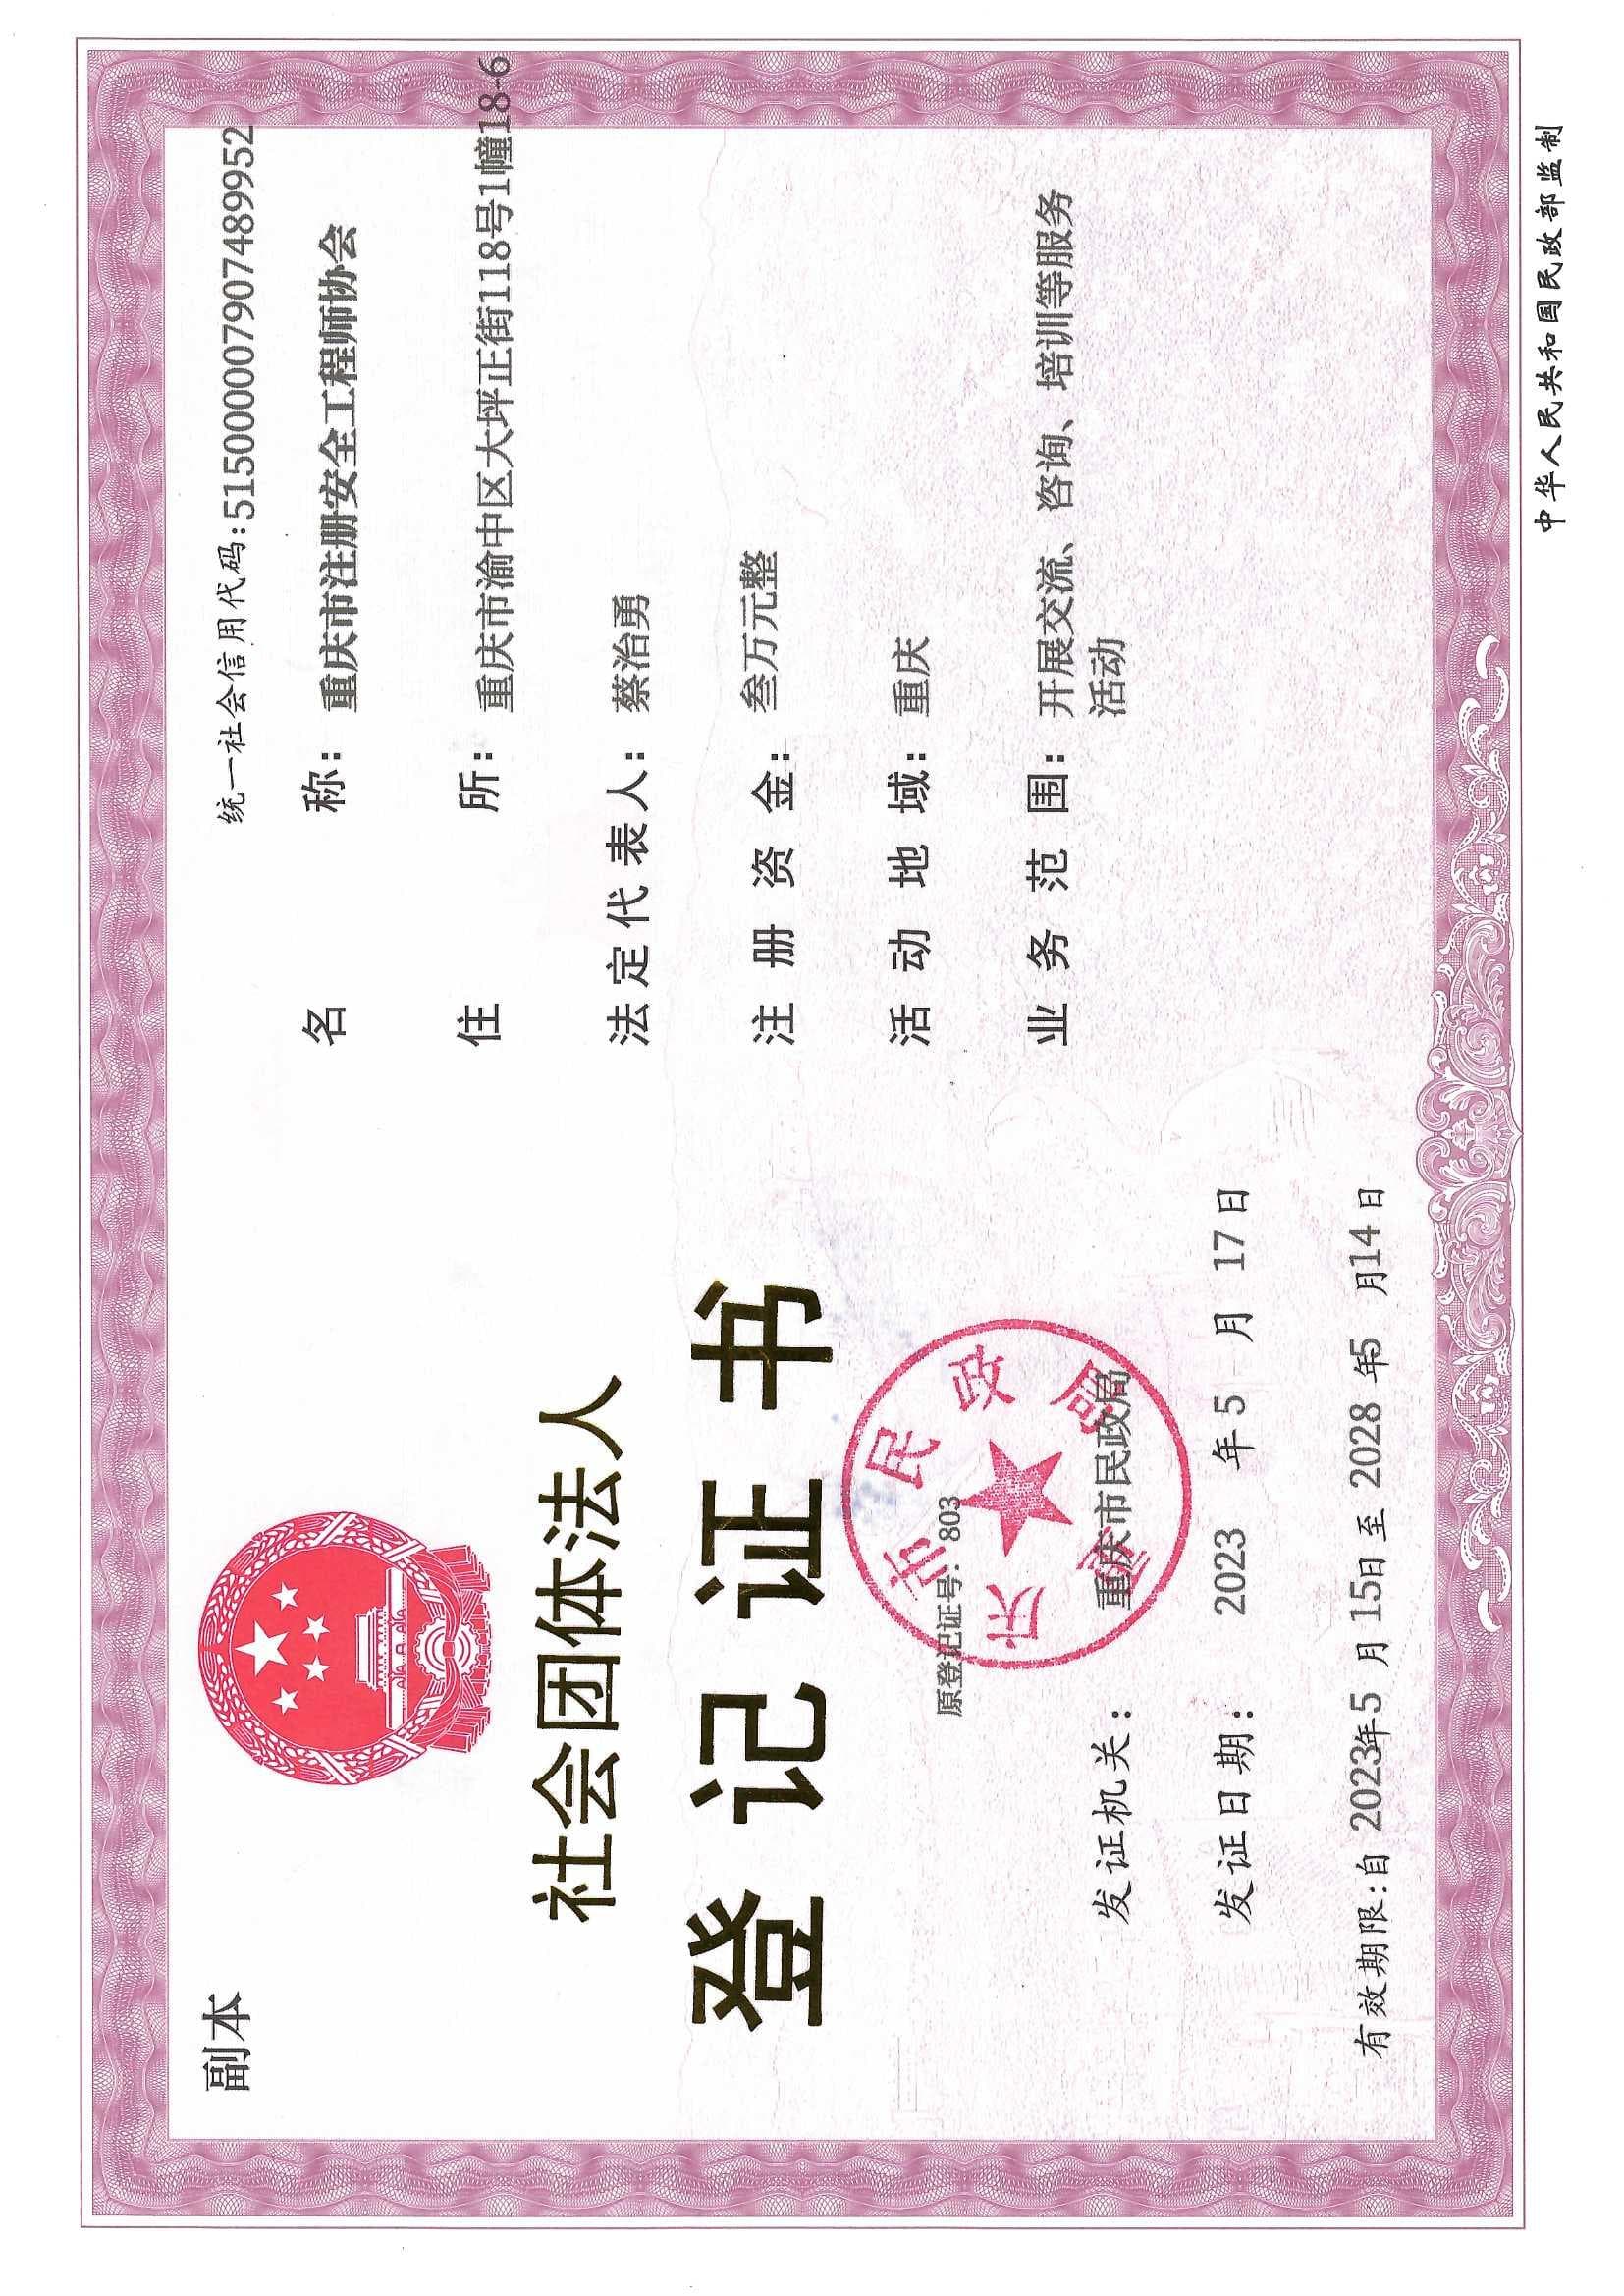 副本
社会团体法人
登记证书
原登记证号：803
重庆市民政局
发证机关： 重庆市民政局
发证日期： 2023 年 5 月 17 日
有效期限:自 2023年5 月 15日 至 2028 年5 月14 日
统一社会信用代码:515000007907489952
名称： 重庆市注册安全工程师协会
住所： 重庆市渝中区大坪正街118号1幢18-6
法定代表人： 蔡治勇
注册资金： 叁万元整
活动地域： 重庆
业务范围： 开展交流、咨询、培训等服务
活动
中华人民共和国民政部监制